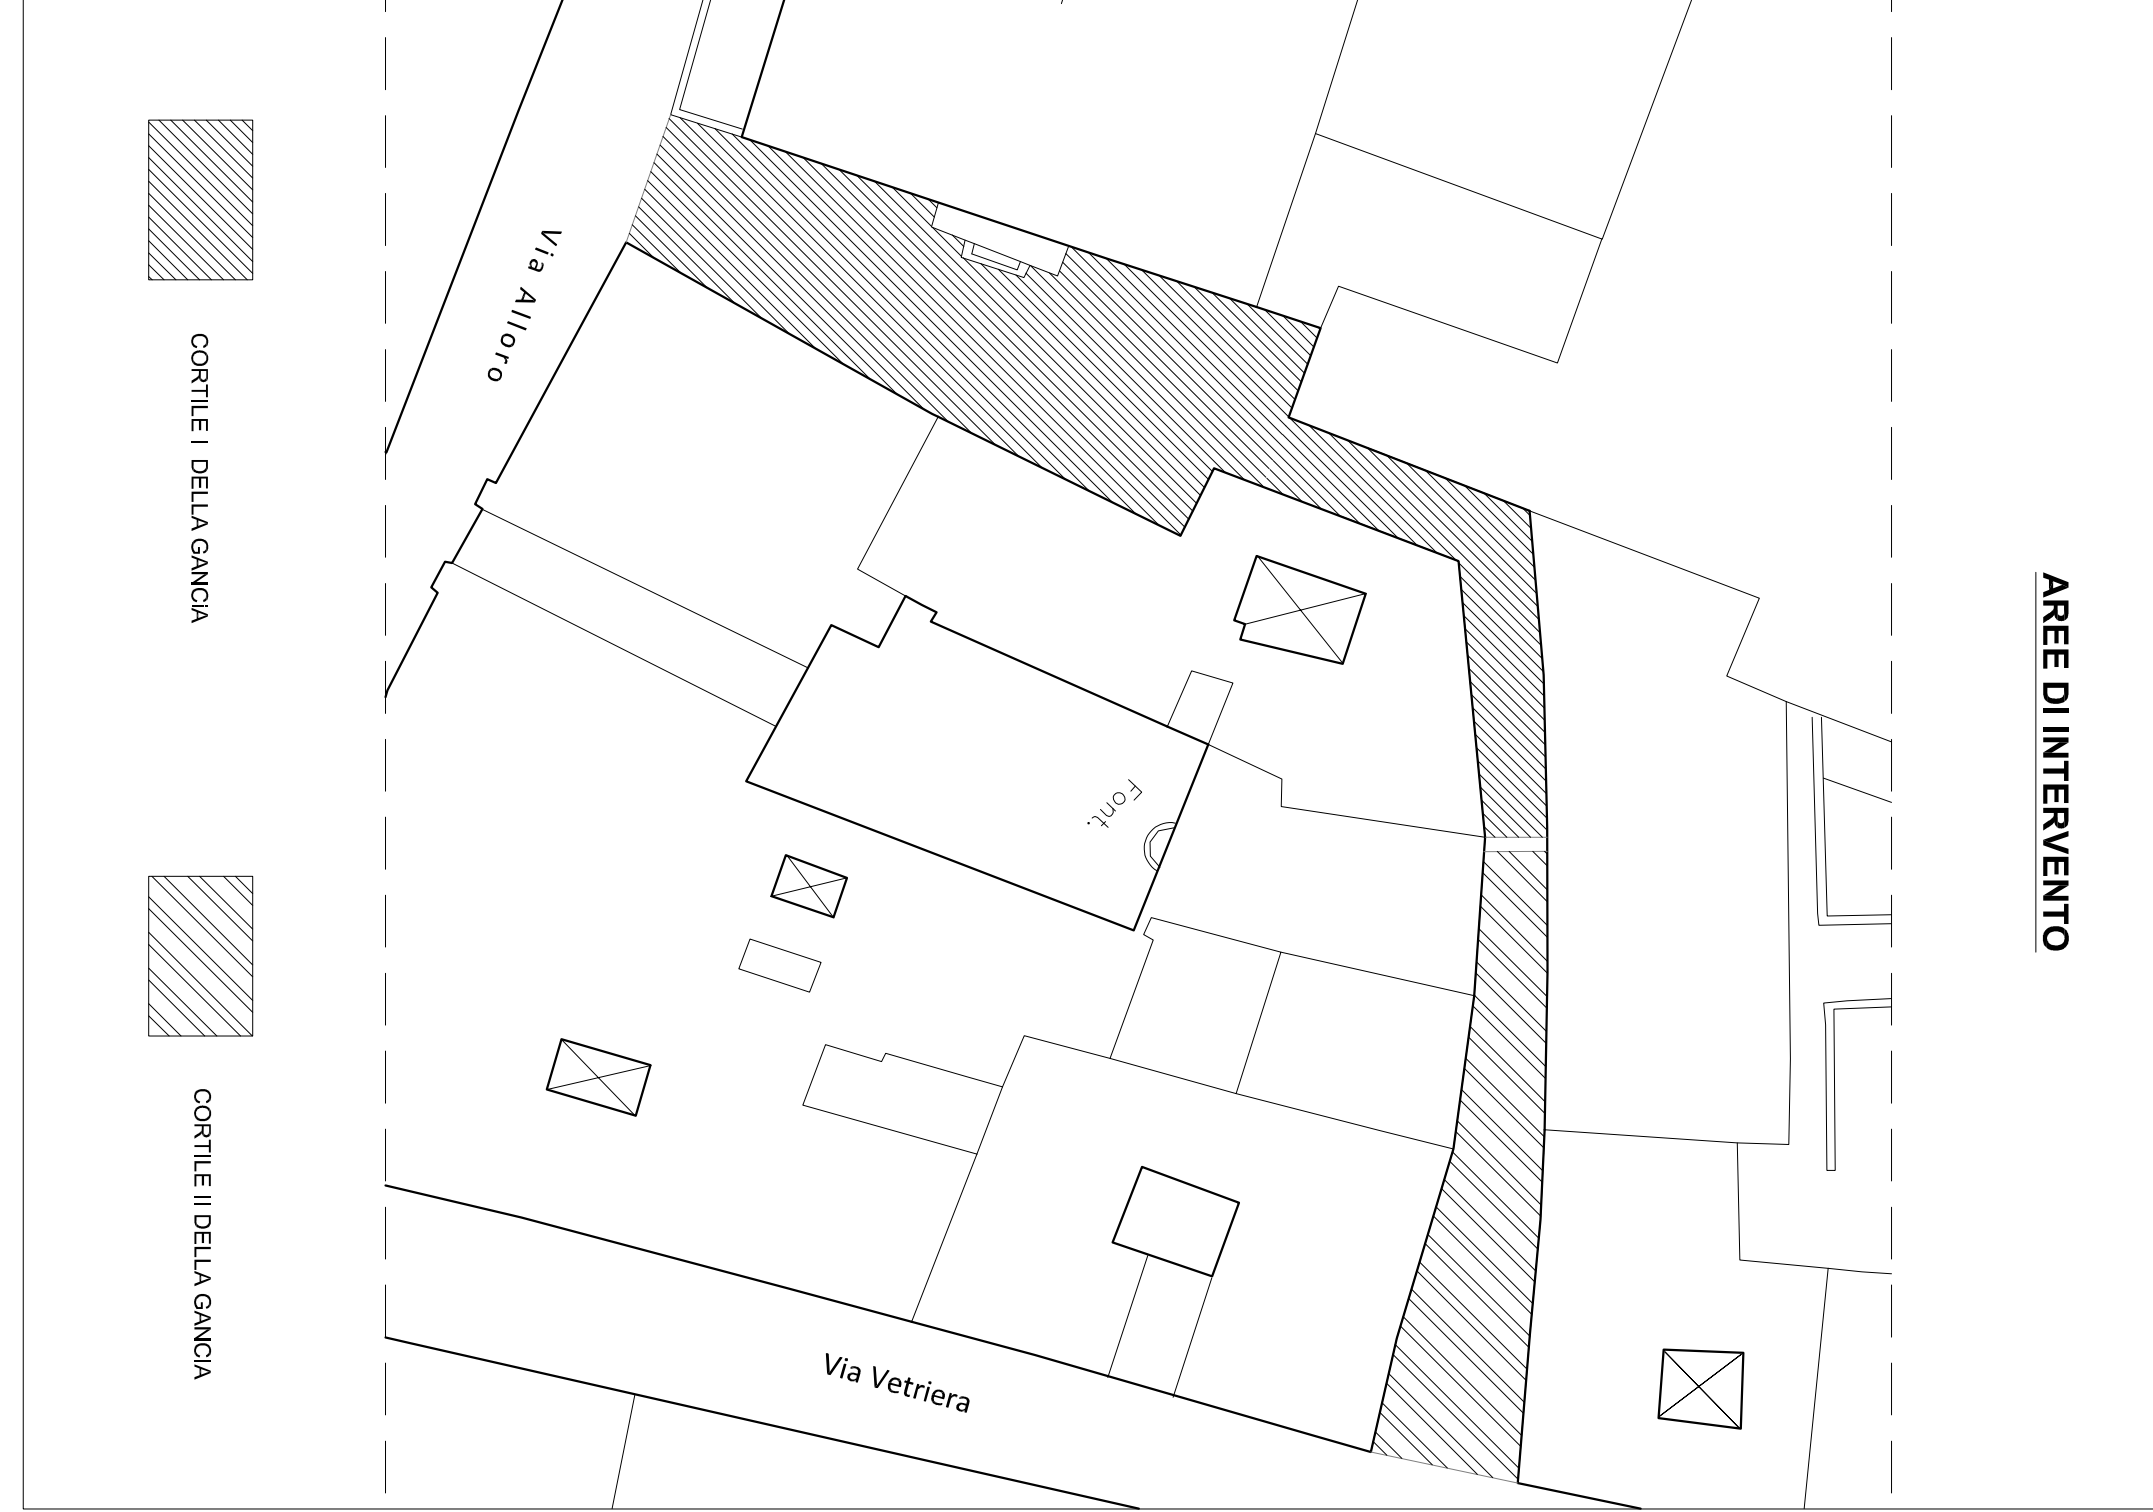 AREE DI INTERVENTO
Via Alloro
Font.
Via Vetriera
CORTILE I DELLA GANCiA
CORTILE II DELLA GANCIA